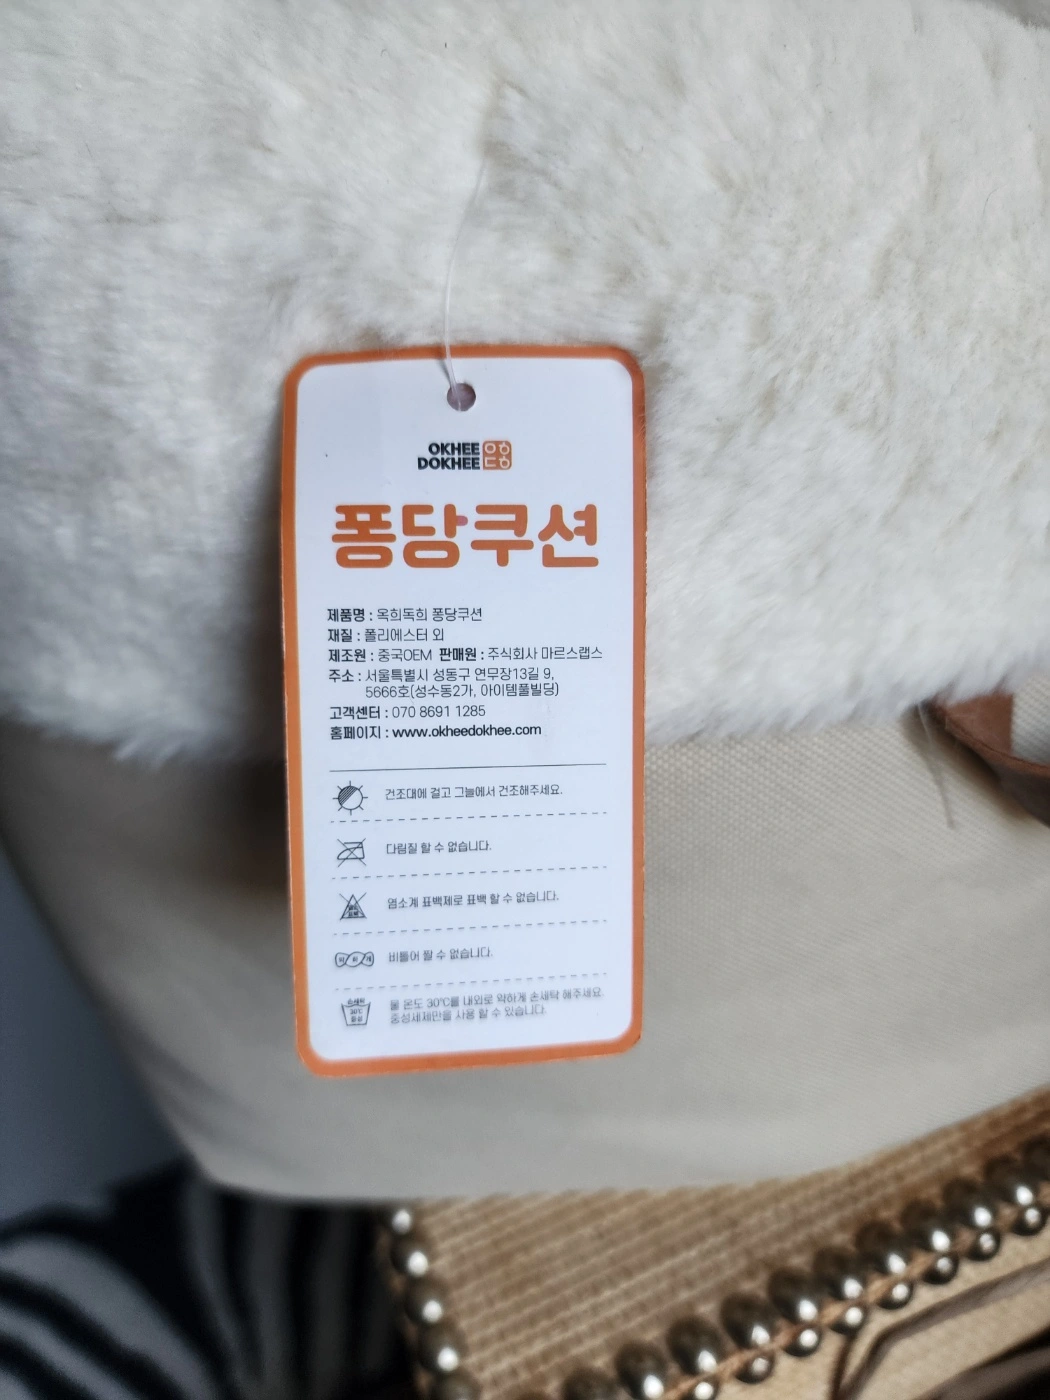 OKHEE
DOKHEE
퐁당쿠션
제품명 : 옥희독희 퐁당쿠션
재질 : 폴리에스터 외
제조원 : 중국OEM 판매원 : 주식회사 마르스랩스
주소 : 서울특별시 성동구 연무장13길 9,
5666호(성수동2가, 아이템풀빌딩)
고객센터 : 070 8691 1285
홈페이지 : www.okheedokhee.com
건조대에 걸고 그늘에서 건조해주세요.
다림질 할 수 없습니다.
염소계 표백제로 표백 할 수 없습니다.
비틀어 짤 수 없습니다.
손세탁
30℃
중성
물 온도 30℃를 내외로 약하게 손세탁 해주세요.
중성세제만을 사용 할 수 있습니다.